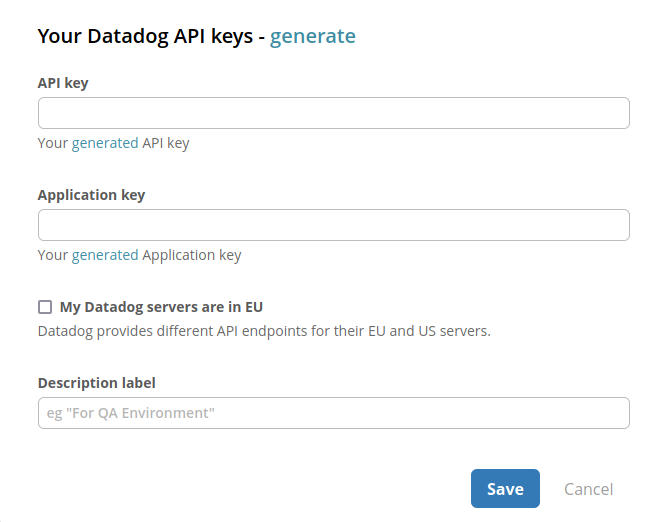 Your Datadog API keys - generate
API key
Your generated API key
Application key
Your generated Application key
My Datadog servers are in EU
Datadog provides different API endpoints for their EU and US servers.
Description label
eg "For QA Environment"
Save Cancel